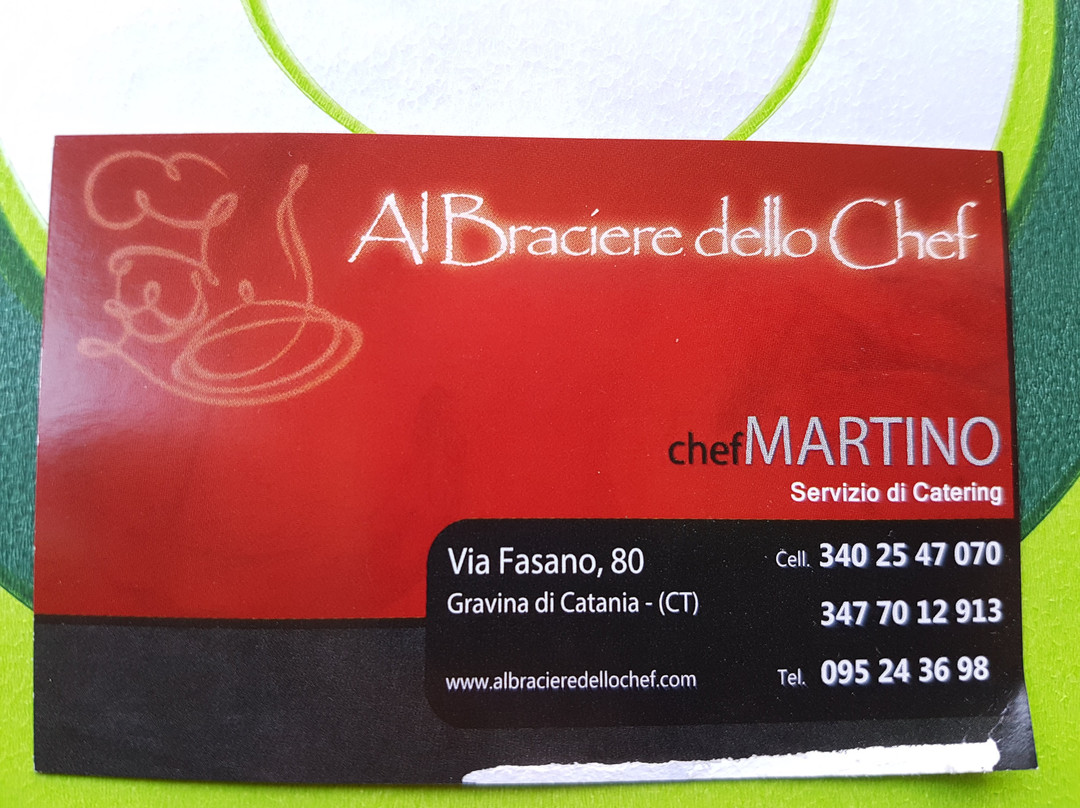 Al Braciere dello Chef
chefMARTINO
Servizio di Catering
Via Fasano, 80
Gravina di Catania - (CT)
www.albracieredellochef.com
Cell. 340 25 47 070
347 70 12 913
Tel. 095 24 36 98